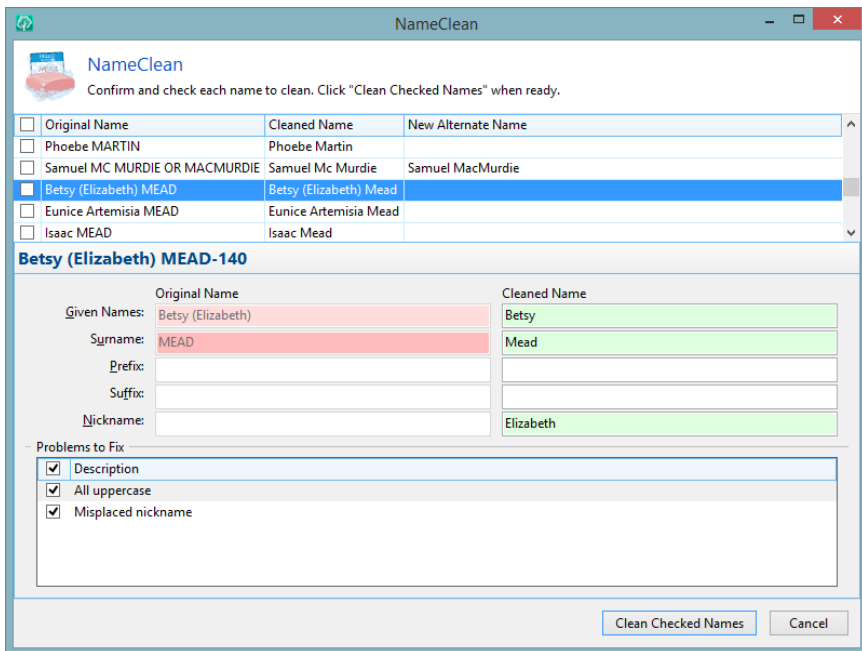 NameClean
NameClean
Confirm and check each name to clean. Click "Clean Checked Names" when ready.
Original Name Cleaned Name New Alternate Name
Phoebe MARTIN Phoebe Martin
Samuel MC MURDIE OR MACMURDIE Samuel Mc Murdie Samuel MacMurdie
Betsy (Elizabeth) MEAD Betsy (Elizabeth) Mead
Eunice Artemisia MEAD Eunice Artemisia Mead
Isaac MEAD Isaac Mead
Betsy (Elizabeth) MEAD-140
Original Name Cleaned Name
Given Names: Betsy (Elizabeth) Betsy
Surname: MEAD Mead
Prefix:
Suffix:
Nickname: Elizabeth
Problems to Fix
Description
All uppercase
Misplaced nickname
Clean Checked Names Cancel